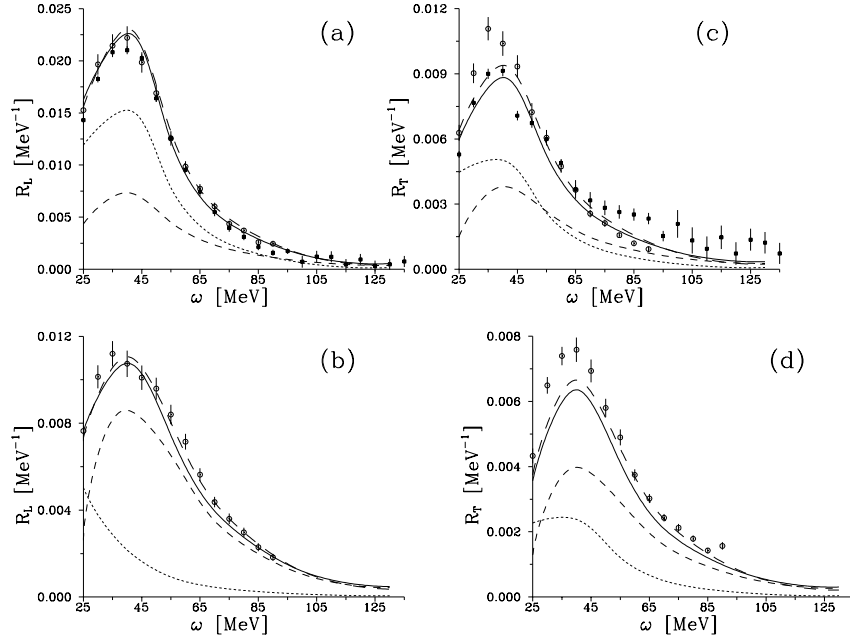 (a)
R_L [MeV⁻¹]
0.025
0.020
0.015
0.010
0.005
0.000
25 45 65 85 105 125
ω [MeV]
(c)
R_T [MeV⁻¹]
0.012
0.009
0.006
0.003
0.000
25 45 65 85 105 125
ω [MeV]
(b)
R_L [MeV⁻¹]
0.012
0.008
0.004
0.000
25 45 65 85 105 125
ω [MeV]
(d)
R_T [MeV⁻¹]
0.008
0.006
0.004
0.002
0.000
25 45 65 85 105 125
ω [MeV]